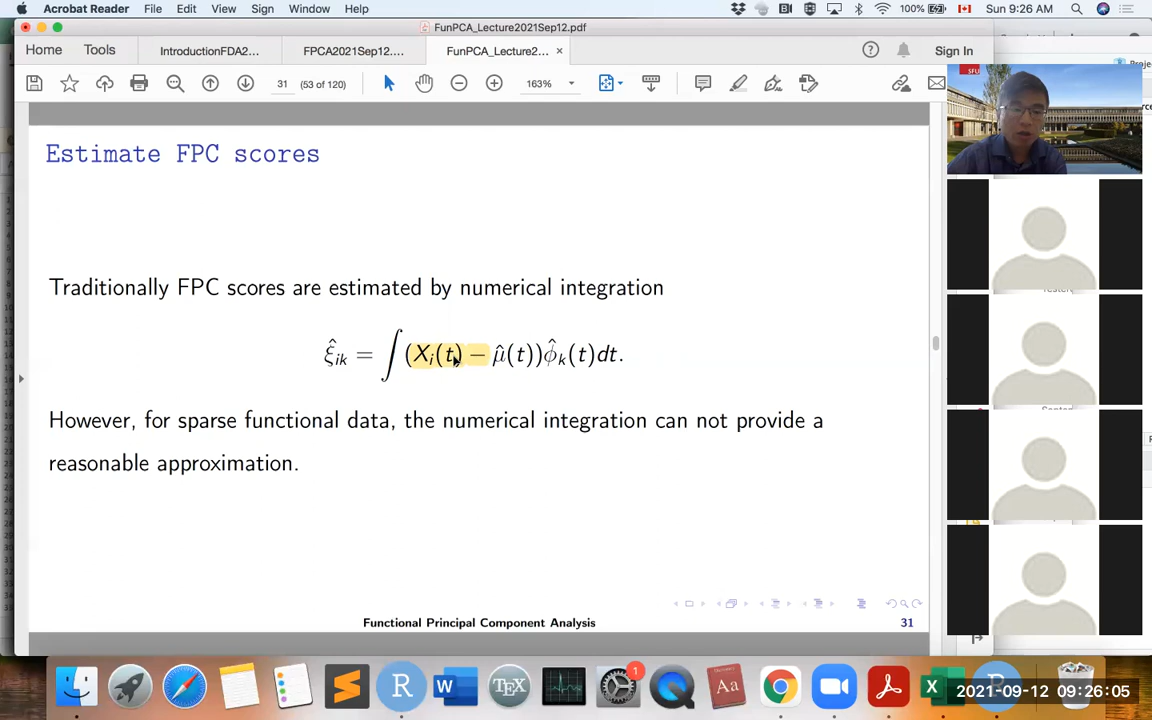 Acrobat Reader File Edit View Sign Window Help 100% Sun 9:26 AM
FunPCA_Lecture2021Sep12.pdf
Home Tools IntroductionFDA2... FPCA2021Sep12.... FunPCA_Lecture2... × Sign In
31 (53 of 120) 163%
SFU
Estimate FPC scores
Traditionally FPC scores are estimated by numerical integration
ξ̂ik = ∫(Xi(t) − μ̂(t))φ̂k(t)dt.
However, for sparse functional data, the numerical integration can not provide a
reasonable approximation.
Functional Principal Component Analysis 31
1
2021-09-12 09:26:05